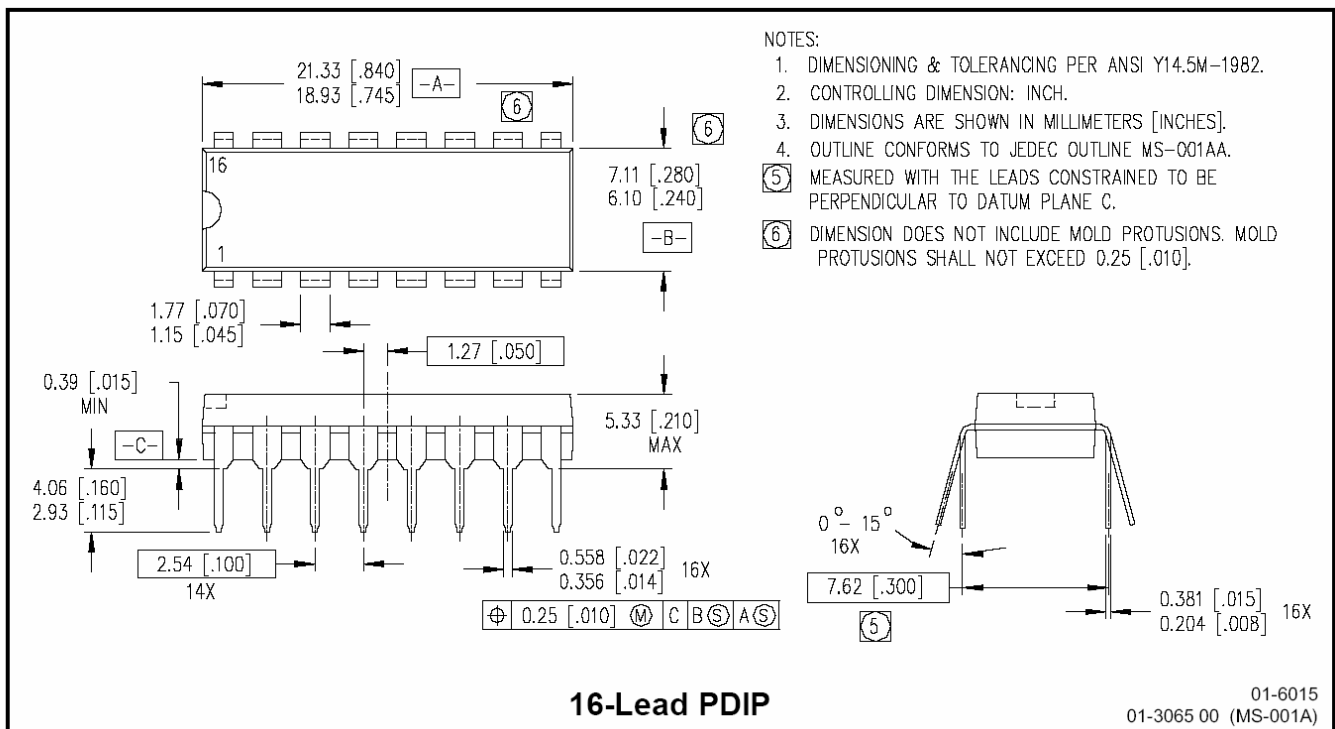 NOTES:
1. DIMENSIONING & TOLERANCING PER ANSI Y14.5M-1982.
2. CONTROLLING DIMENSION: INCH.
3. DIMENSIONS ARE SHOWN IN MILLIMETERS [INCHES].
4. OUTLINE CONFORMS TO JEDEC OUTLINE MS-001AA.
5 MEASURED WITH THE LEADS CONSTRAINED TO BE
PERPENDICULAR TO DATUM PLANE C.
6 DIMENSION DOES NOT INCLUDE MOLD PROTUSIONS. MOLD
PROTUSIONS SHALL NOT EXCEED 0.25 [.010].
21.33 [.840]
18.93 [.745]
-A-
6
6
16
1
7.11 [.280]
6.10 [.240]
-B-
1.77 [.070]
1.15 [.045]
1.27 [.050]
0.39 [.015]
MIN
-C-
5.33 [.210]
MAX
4.06 [.160]
2.93 [.115]
2.54 [.100]
14X
0.558 [.022]
0.356 [.014]
16X
⌖ 0.25 [.010] Ⓜ C BⓈ AⓈ
0° - 15°
16X
7.62 [.300]
5
0.381 [.015]
0.204 [.008]
16X
16-Lead PDIP
01-6015
01-3065 00 (MS-001A)